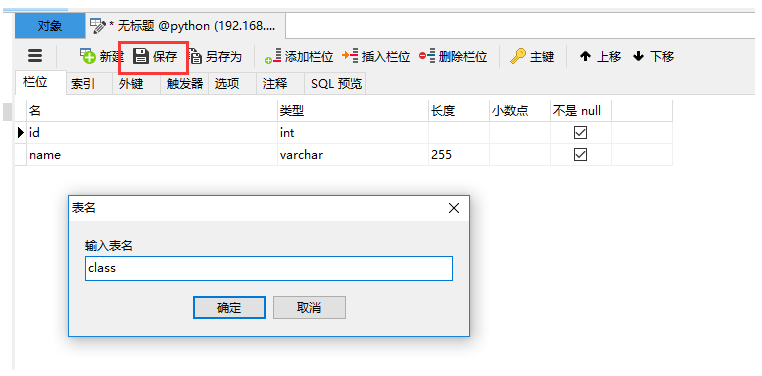 对象 * 无标题 @python (192.168....
新建 保存 另存为 添加栏位 插入栏位 删除栏位 主键 上移 下移
栏位 索引 外键 触发器 选项 注释 SQL 预览
名 类型 长度 小数点 不是 null
id int
name varchar 255
表名
输入表名
class
确定 取消